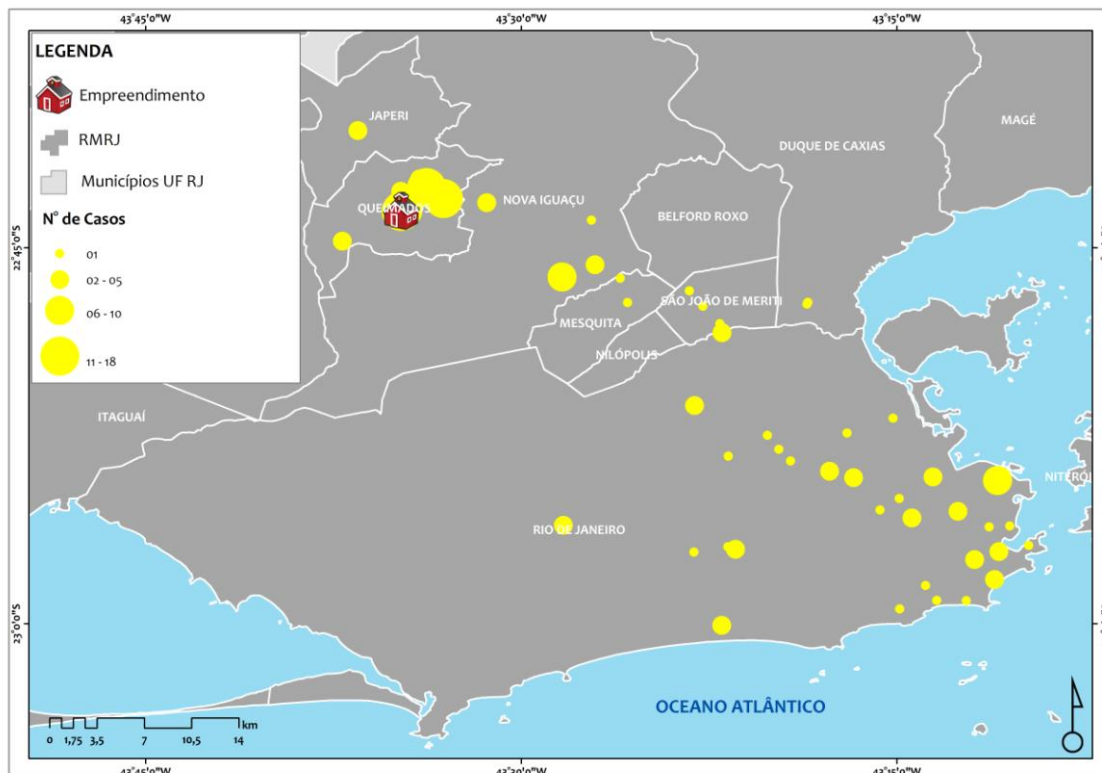 43°45'0"W 43°30'0"W 43°15'0"W
LEGENDA
Empreendimento
RMRJ
Municípios UF RJ
N° de Casos
01
02 - 05
06 - 10
11 - 18
JAPERI
MAGÉ
DUQUE DE CAXIAS
QUEIMADOS
NOVA IGUAÇU
BELFORD ROXO
22°45'0"S
SÃO JOÃO DE MERITI
MESQUITA
NILÓPOLIS
ITAGUAÍ
NITERÓI
RIO DE JANEIRO
23°0'0"S
OCEANO ATLÂNTICO
km
0 1,75 3,5 7 10,5 14